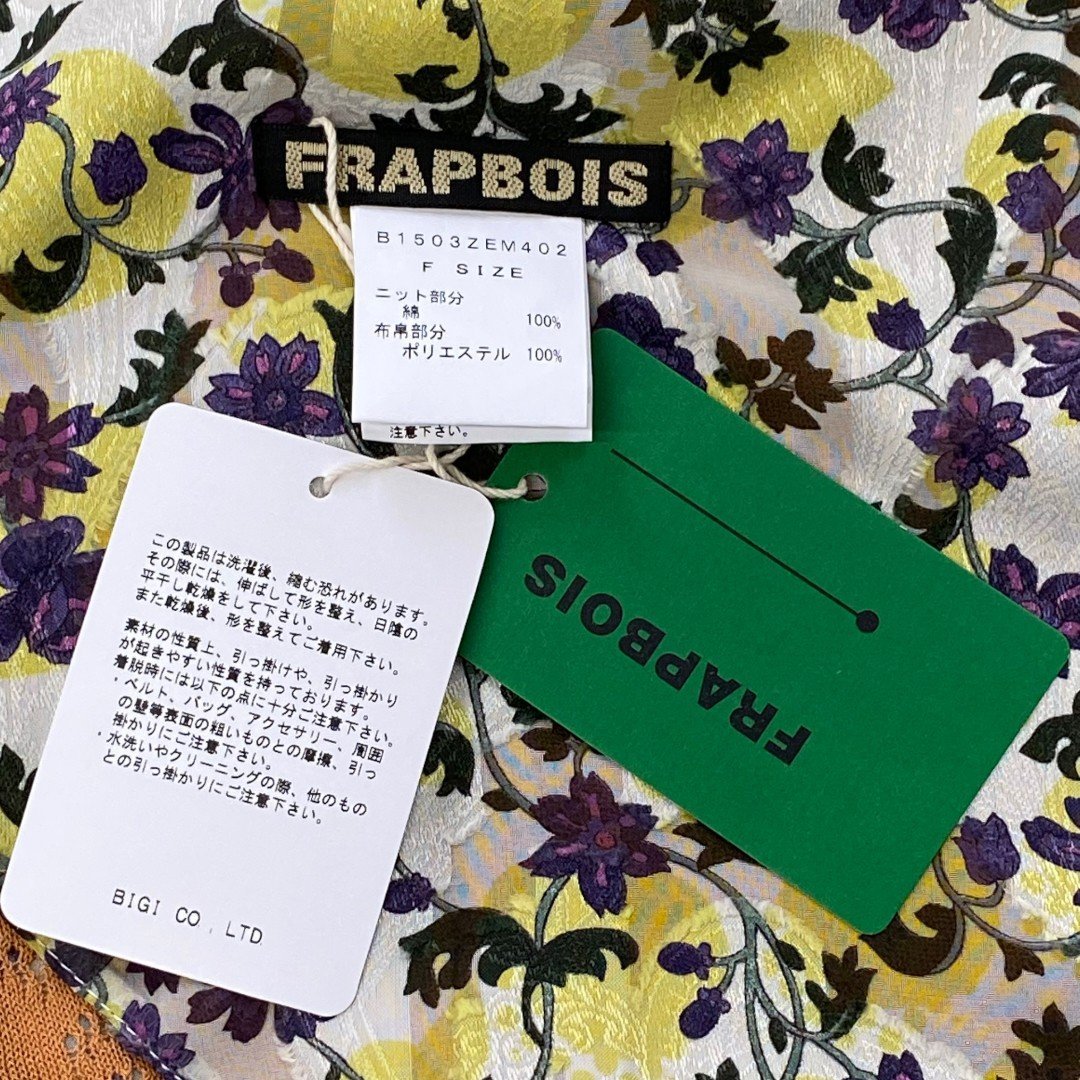 FRAPBOIS
B1503ZEM402
F SIZE
ニット部分
綿 100%
布帛部分
ポリエステル 100%
注意下さい。
この製品は洗濯後、縮む恐れがあります。
その際には、伸ばして形を整え、日陰の
平干し乾燥をして下さい。
また乾燥後、形を整えてご着用下さい。
素材の性質上、引っ掛けや、引っ掛かり
が起きやすい性質を持っております。
着脱時には以下の点に十分ご注意下さい。
・ベルト、バッグ、アクセサリー、周囲
の壁等表面の粗いものとの摩擦、引っ
掛かりにご注意下さい。
・水洗いやクリーニングの際、他のもの
との引っ掛かりにご注意下さい。
BIGI CO., LTD.
FRAPBOIS